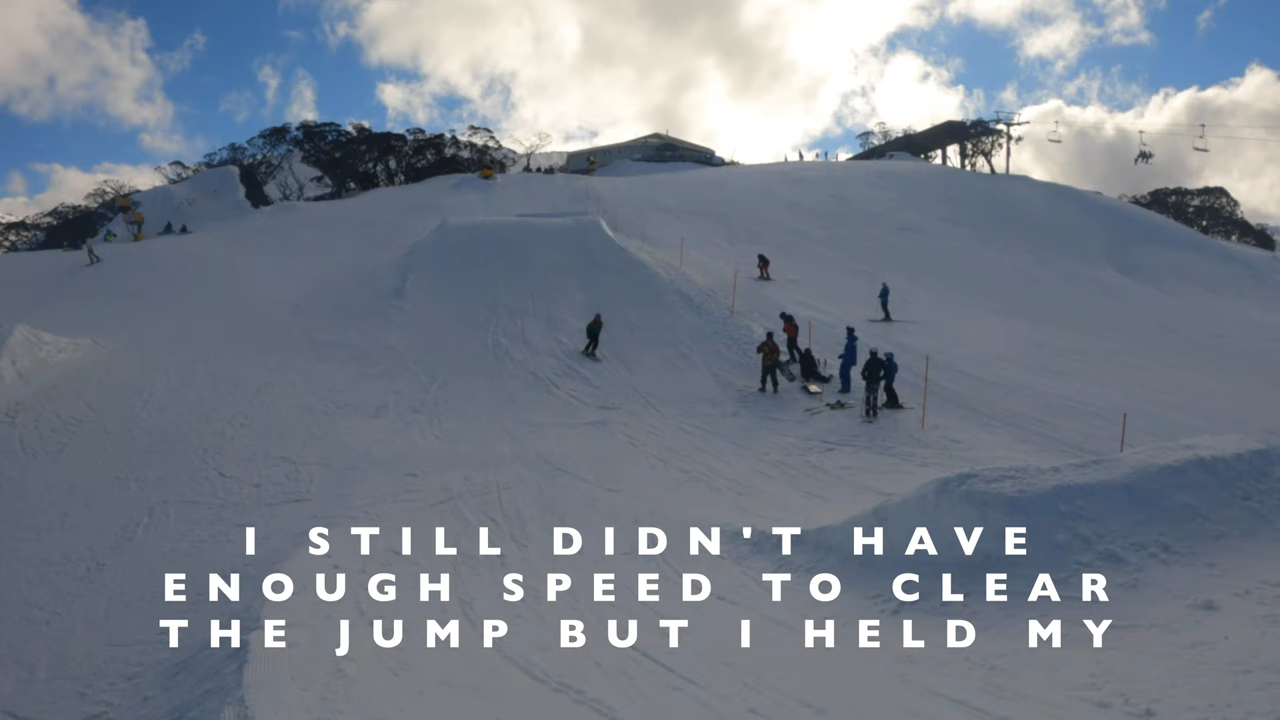 I STILL DIDN'T HAVE
ENOUGH SPEED TO CLEAR
THE JUMP BUT I HELD MY